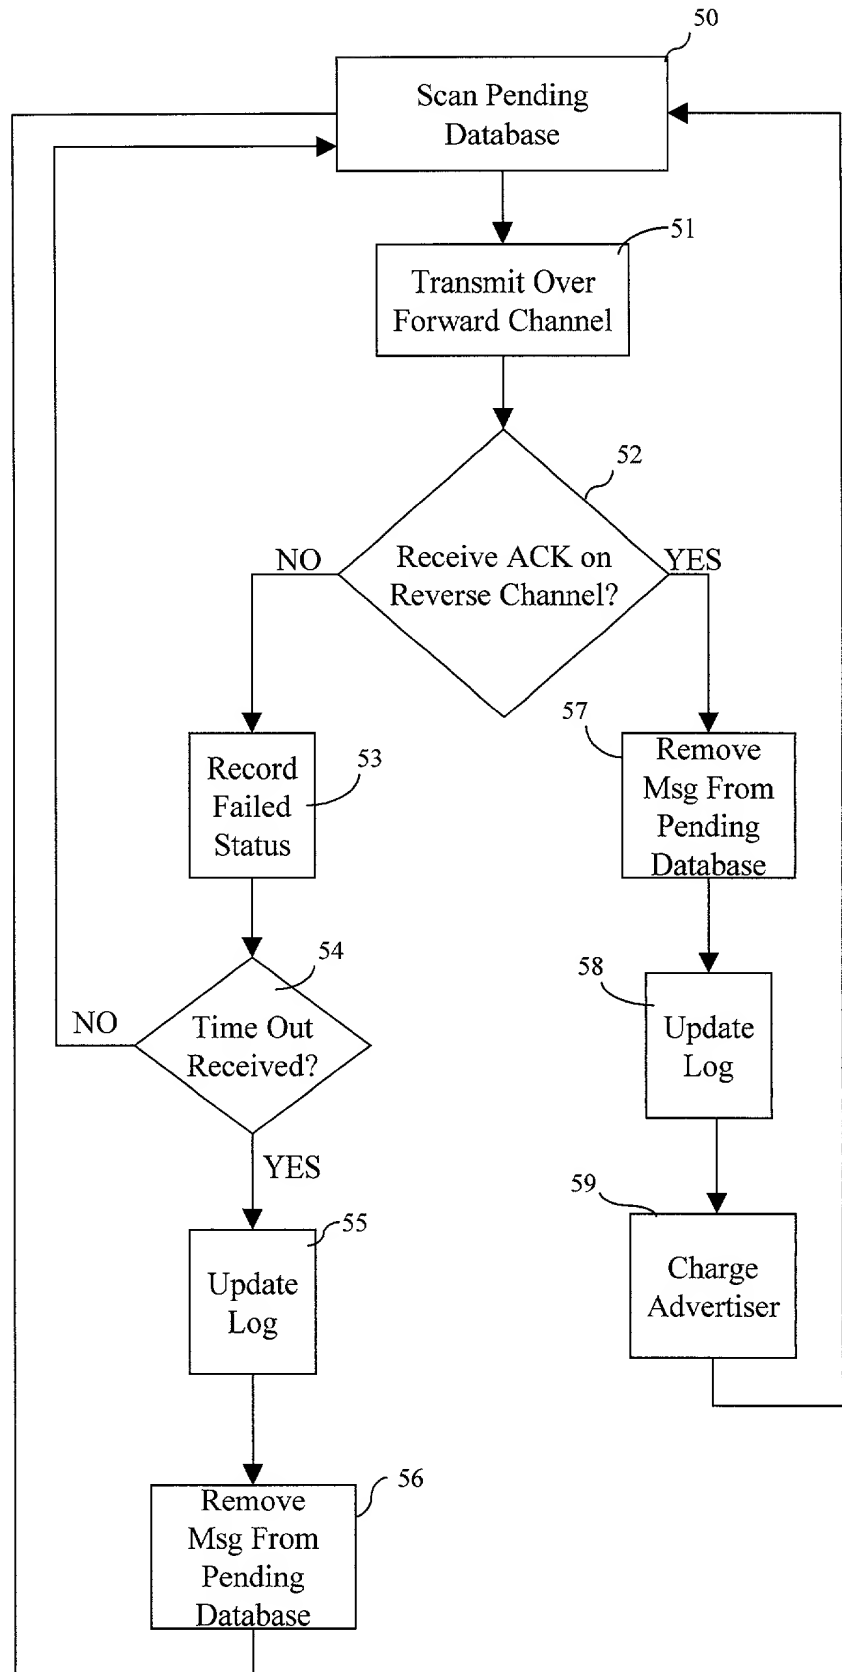 50
Scan Pending
Database
51
Transmit Over
Forward Channel
52
NO
Receive ACK on
Reverse Channel?
YES
53
Record
Failed
Status
57
Remove
Msg From
Pending
Database
54
NO
Time Out
Received?
58
Update
Log
YES
55
Update
Log
59
Charge
Advertiser
56
Remove
Msg From
Pending
Database